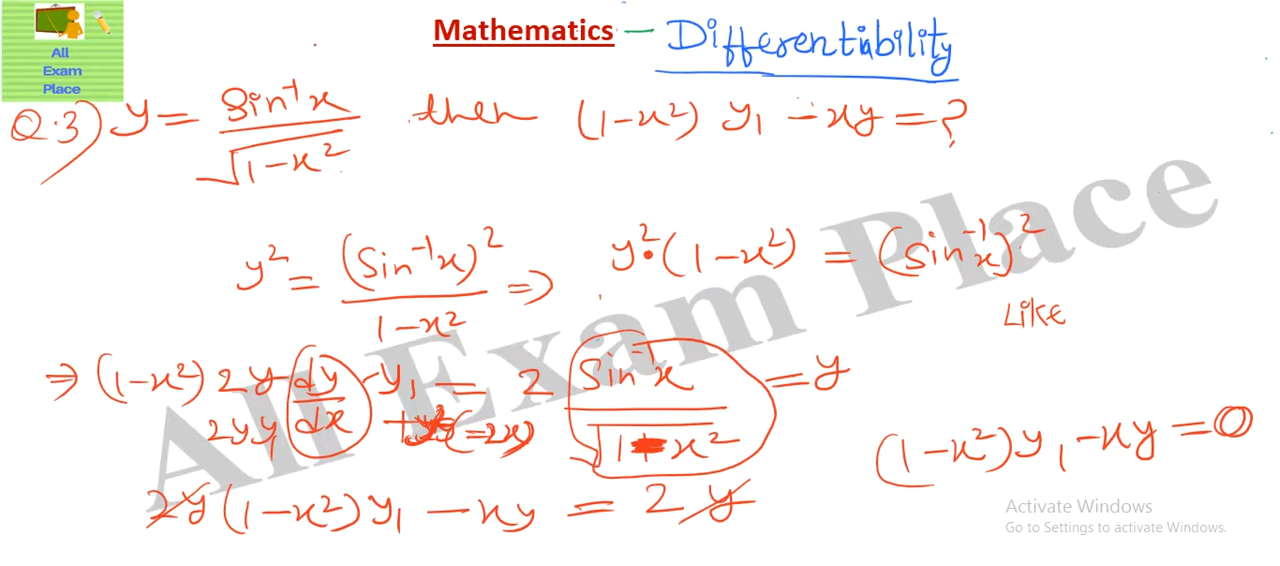 All
Exam
Place
Mathematics - Differentiability
Q.3) y = sin⁻¹x / √(1-x²) then (1-x²) y₁ - xy = ?
y² = (sin⁻¹x)² / (1-x²) ⇒ y²•(1-x²) = (sin⁻¹x)²
Like
⇒ (1-x²) 2y dy/dx - y₁ = 2 sin⁻¹x / √(1-x²) = y
2yy₁
2y(1-x²)y₁ - xy = 2y
(1-x²)y₁ - xy = 0
All Exam Place
Activate Windows
Go to Settings to activate Windows.